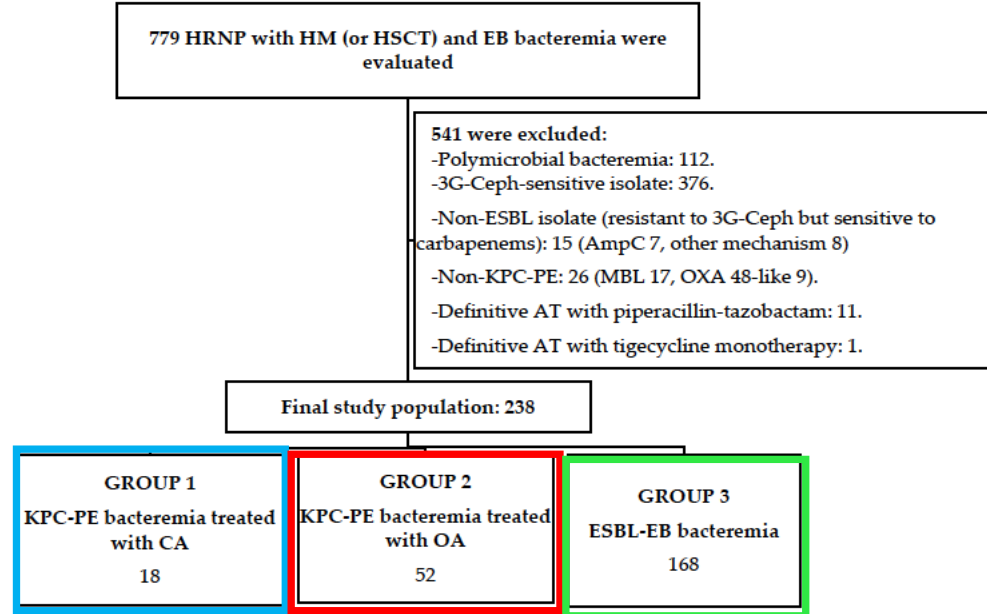 779 HRNP with HM (or HSCT) and EB bacteremia were
evaluated
541 were excluded:
-Polymicrobial bacteremia: 112.
-3G-Ceph-sensitive isolate: 376.
-Non-ESBL isolate (resistant to 3G-Ceph but sensitive to
carbapenems): 15 (AmpC 7, other mechanism 8)
-Non-KPC-PE: 26 (MBL 17, OXA 48-like 9).
-Definitive AT with piperacillin-tazobactam: 11.
-Definitive AT with tigecycline monotherapy: 1.
Final study population: 238
GROUP 1
KPC-PE bacteremia treated
with CA
18
GROUP 2
KPC-PE bacteremia treated
with OA
52
GROUP 3
ESBL-EB bacteremia
168